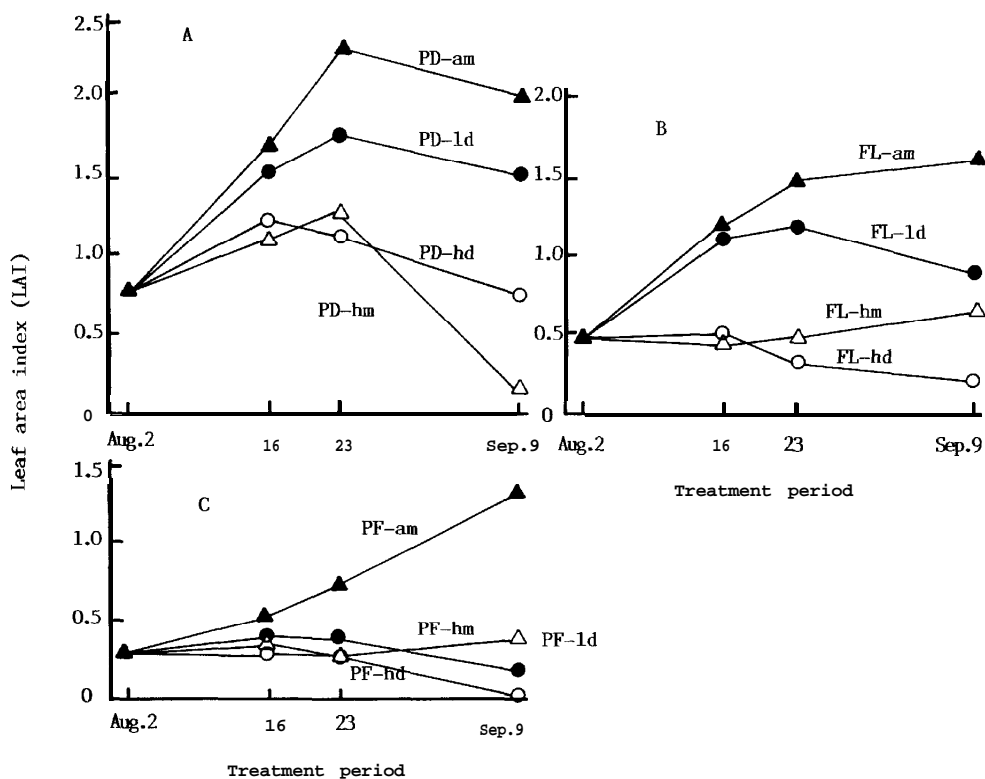 Leaf area index (LAI)
A
2.5
2.0
1.5
1.0
0.5
0
PD-am
PD-ld
PD-hd
PD-hm
Aug.2 16 23 Sep.9
B
2.0
1.5
1.0
0.5
0
FL-am
FL-ld
FL-hm
FL-hd
Aug.2 16 23 Sep.9
Treatment period
C
1.5
1.0
0.5
0
PF-am
PF-hm
PF-ld
PF-hd
Aug.2 16 23 Sep.9
Treatment period